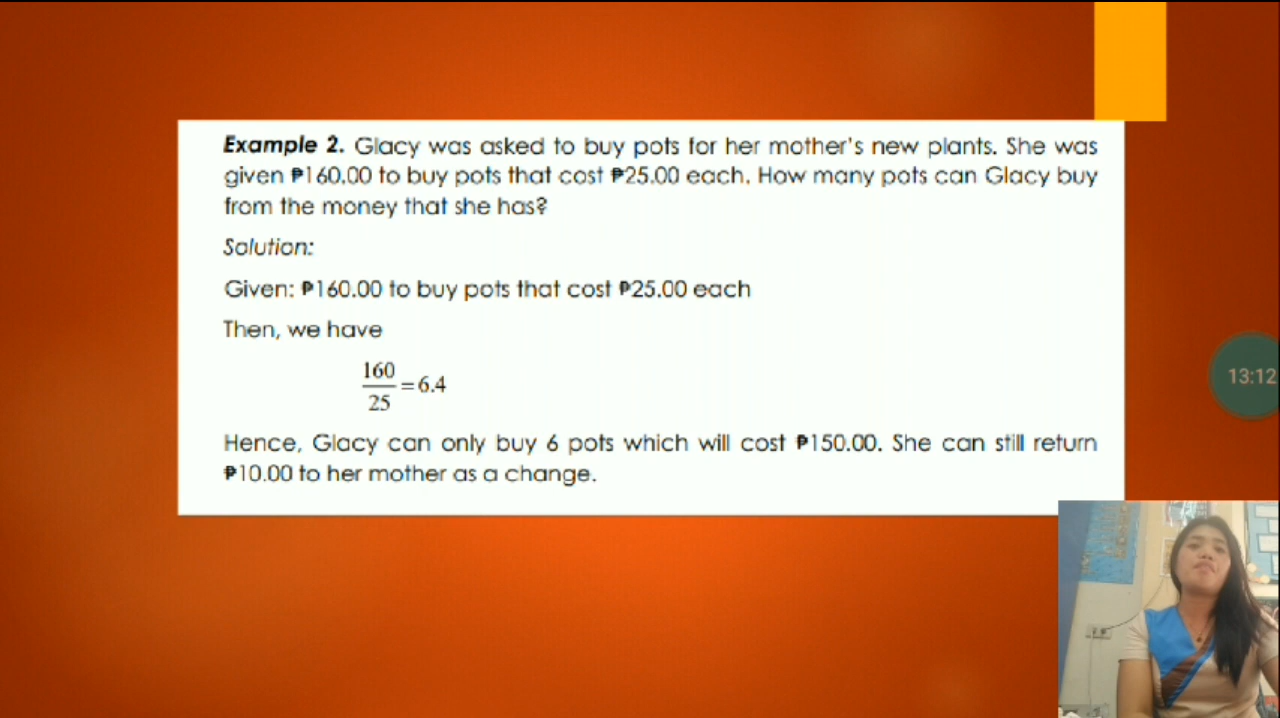 Example 2. Glacy was asked to buy pots for her mother's new plants. She was
given ₱160.00 to buy pots that cost ₱25.00 each. How many pots can Glacy buy
from the money that she has?
Solution:
Given: ₱160.00 to buy pots that cost ₱25.00 each
Then, we have
160
25
=6.4
Hence, Glacy can only buy 6 pots which will cost ₱150.00. She can still return
₱10.00 to her mother as a change.
13:12